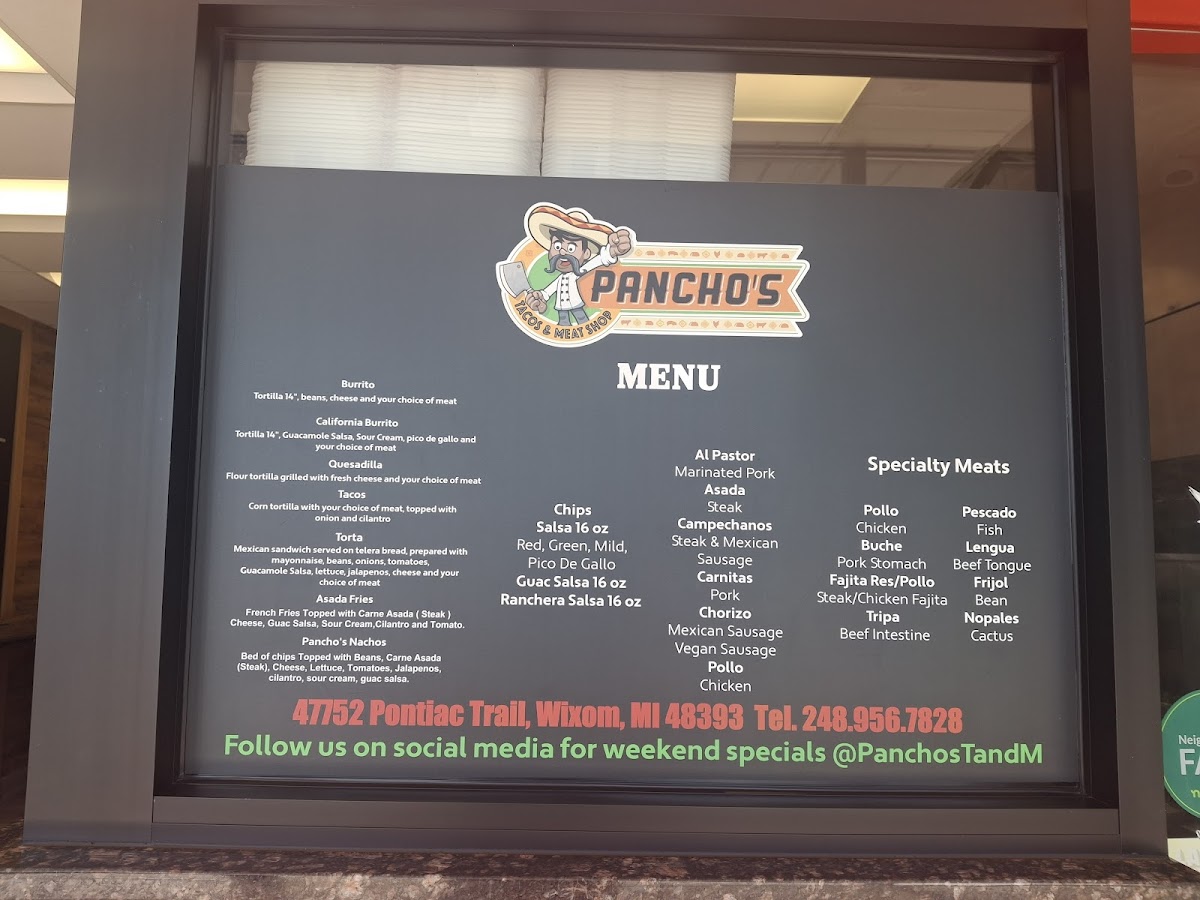 PANCHO'S
TACOS & MEAT SHOP
MENU
Burrito
Tortilla 14", beans, cheese and your choice of meat
California Burrito
Tortilla 14", Guacamole Salsa, Sour Cream, pico de gallo and
your choice of meat
Quesadilla
Flour tortilla grilled with fresh cheese and your choice of meat
Tacos
Corn tortilla with your choice of meat, topped with
onion and cilantro
Torta
Mexican sandwich served on telera bread, prepared with
mayonnaise, beans, onions, tomatoes,
Guacamole Salsa, lettuce, jalapenos, cheese and your
choice of meat
Asada Fries
French Fries Topped with Carne Asada ( Steak )
Cheese, Guac Salsa, Sour Cream,Cilantro and Tomato.
Pancho's Nachos
Bed of chips Topped with Beans, Carne Asada
(Steak), Cheese, Lettuce, Tomatoes, Jalapenos,
cilantro, sour cream, guac salsa.
Chips
Salsa 16 oz
Red, Green, Mild,
Pico De Gallo
Guac Salsa 16 oz
Ranchera Salsa 16 oz
Al Pastor
Marinated Pork
Asada
Steak
Campechanos
Steak & Mexican
Sausage
Carnitas
Pork
Chorizo
Mexican Sausage
Vegan Sausage
Pollo
Chicken
Specialty Meats
Pollo
Chicken
Buche
Pork Stomach
Fajita Res/Pollo
Steak/Chicken Fajita
Tripa
Beef Intestine
Pescado
Fish
Lengua
Beef Tongue
Frijol
Bean
Nopales
Cactus
47752 Pontiac Trail, Wixom, MI 48393 Tel. 248.956.7828
Follow us on social media for weekend specials @PanchosTandM